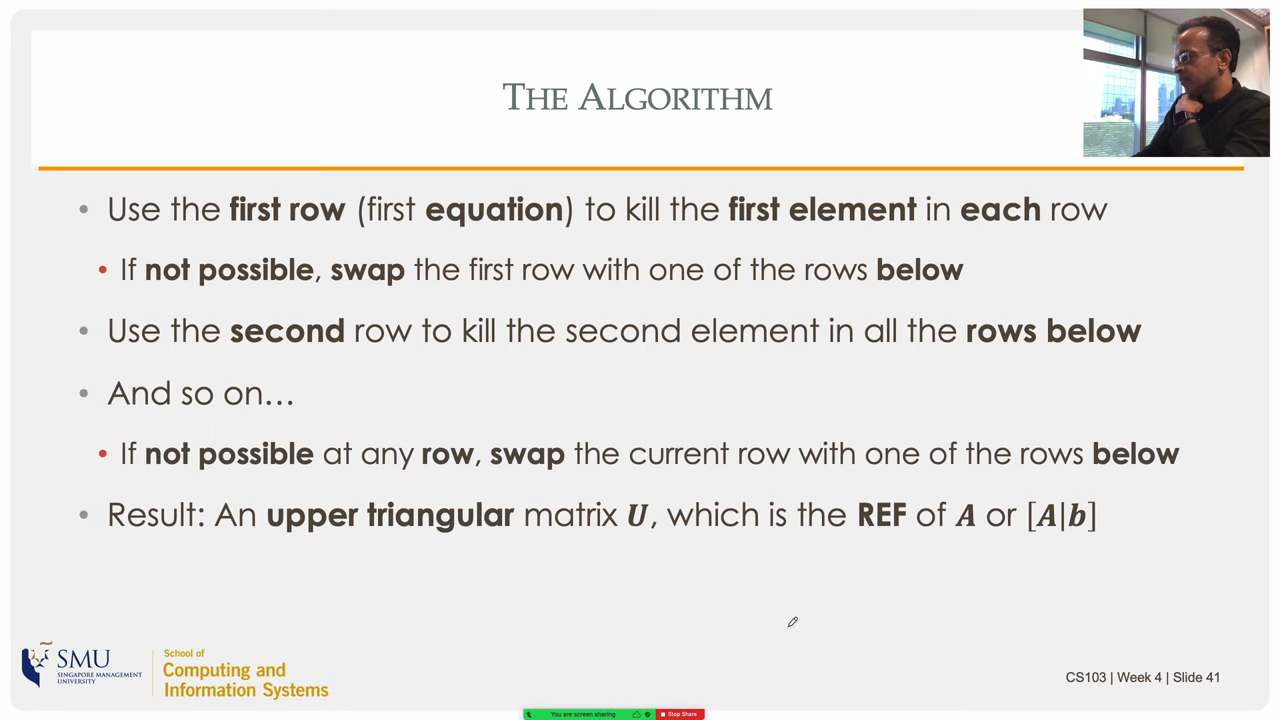 THE ALGORITHM
• Use the first row (first equation) to kill the first element in each row
• If not possible, swap the first row with one of the rows below
• Use the second row to kill the second element in all the rows below
• And so on…
• If not possible at any row, swap the current row with one of the rows below
• Result: An upper triangular matrix U, which is the REF of A or [A|b]
SMU
SINGAPORE MANAGEMENT
UNIVERSITY
School of
Computing and
Information Systems
CS103 | Week 4 | Slide 41
You are screen sharing
Stop Share